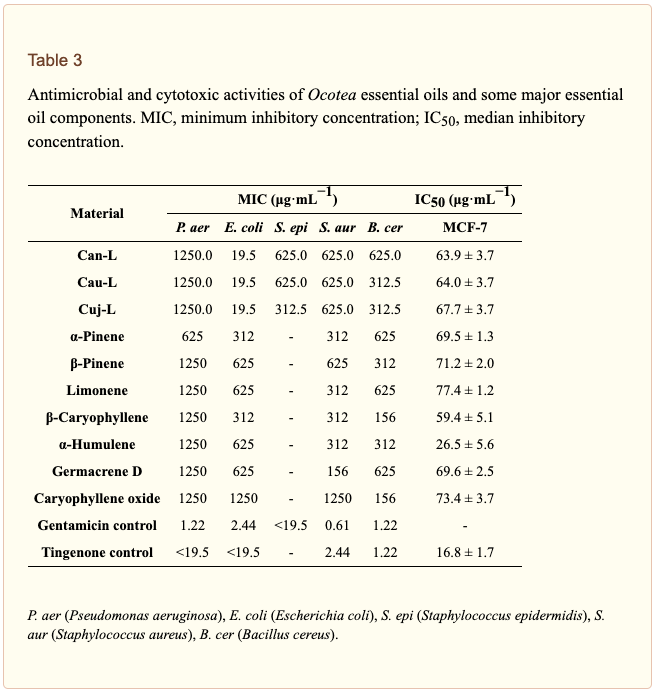 Table 3
Antimicrobial and cytotoxic activities of Ocotea essential oils and some major essential
oil components. MIC, minimum inhibitory concentration; IC50, median inhibitory
concentration.
Material MIC (μg·mL−1) IC50 (μg·mL−1)
P. aer E. coli S. epi S. aur B. cer MCF-7
Can-L 1250.0 19.5 625.0 625.0 625.0 63.9 ± 3.7
Cau-L 1250.0 19.5 625.0 625.0 312.5 64.0 ± 3.7
Cuj-L 1250.0 19.5 312.5 625.0 312.5 67.7 ± 3.7
α-Pinene 625 312 - 312 625 69.5 ± 1.3
β-Pinene 1250 625 - 625 312 71.2 ± 2.0
Limonene 1250 625 - 312 625 77.4 ± 1.2
β-Caryophyllene 1250 312 - 312 156 59.4 ± 5.1
α-Humulene 1250 625 - 312 312 26.5 ± 5.6
Germacrene D 1250 625 - 156 625 69.6 ± 2.5
Caryophyllene oxide 1250 1250 - 1250 156 73.4 ± 3.7
Gentamicin control 1.22 2.44 <19.5 0.61 1.22 -
Tingenone control <19.5 <19.5 - 2.44 1.22 16.8 ± 1.7
P. aer (Pseudomonas aeruginosa), E. coli (Escherichia coli), S. epi (Staphylococcus epidermidis), S.
aur (Staphylococcus aureus), B. cer (Bacillus cereus).